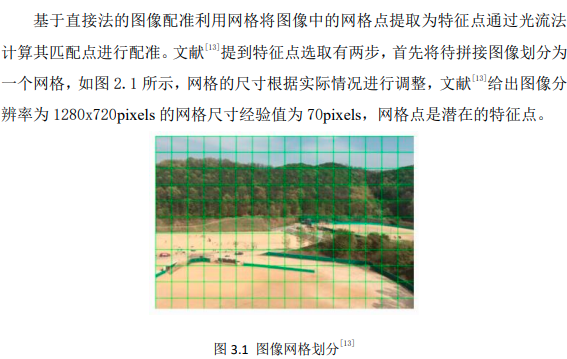 基于直接法的图像配准利用网格将图像中的网格点提取为特征点通过光流法
计算其匹配点进行配准。文献[13]提到特征点选取有两步，首先将待拼接图像划分为
一个网格，如图 2.1 所示，网格的尺寸根据实际情况进行调整，文献[13]给出图像分
辨率为 1280x720pixels 的网格尺寸经验值为 70pixels，网格点是潜在的特征点。
图 3.1 图像网格划分[13]